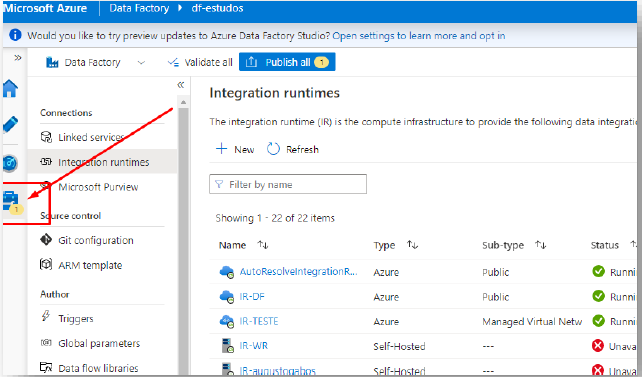 Microsoft Azure Data Factory > df-estudos
Would you like to try preview updates to Azure Data Factory Studio? Open settings to learn more and opt in
» Data Factory Validate all Publish all 1
«
Connections
Linked services
Integration runtimes
Microsoft Purview
1
Source control
Git configuration
ARM template
Author
Triggers
Global parameters
Data flow libraries
Integration runtimes
The integration runtime (IR) is the compute infrastructure to provide the following data integration
+ New Refresh
Filter by name
Showing 1 - 22 of 22 items
Name Type Sub-type Status
AutoResolveIntegrationR... Azure Public Runni
IR-DF Azure Public Runni
IR-TESTE Azure Managed Virtual Netw Runni
IR-WR Self-Hosted --- Unava
IR-augustogabps Self-Hosted --- Unava